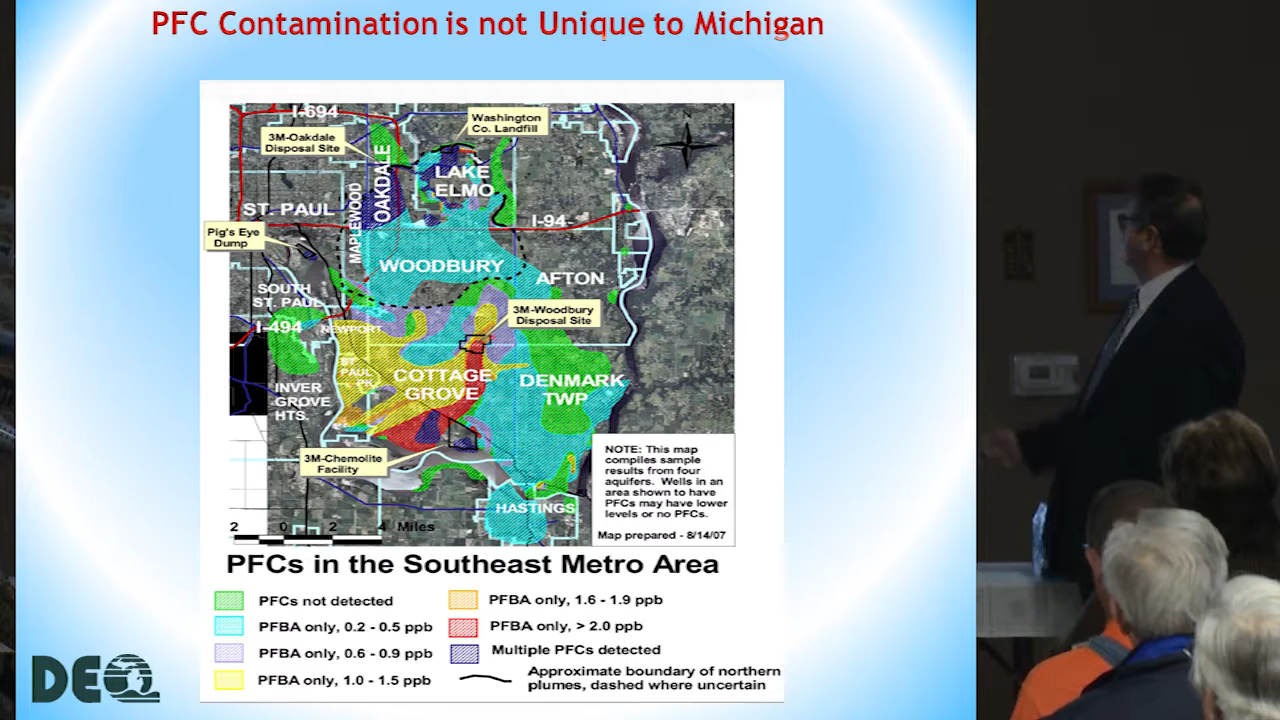 PFC Contamination is not Unique to Michigan
I-694
Washington
Co. Landfill
3M-Oakdale
Disposal Site
LAKE
ELMO
OAKDALE
MAPLEWOOD
ST. PAUL
I-94
Pig's Eye
Dump
WOODBURY
AFTON
SOUTH
ST. PAUL
3M-Woodbury
Disposal Site
I-494
NEWPORT
ST.
PAUL
PK.
COTTAGE
GROVE
DENMARK
TWP
INVER
GROVE
HTS.
3M-Chemolite
Facility
HASTINGS
N
NOTE: This map
compiles sample
results from four
aquifers. Wells in an
area shown to have
PFCs may have lower
levels or no PFCs.
Map prepared - 8/14/07
2 0 2 4 Miles
PFCs in the Southeast Metro Area
PFCs not detected
PFBA only, 0.2 - 0.5 ppb
PFBA only, 0.6 - 0.9 ppb
PFBA only, 1.0 - 1.5 ppb
PFBA only, 1.6 - 1.9 ppb
PFBA only, > 2.0 ppb
Multiple PFCs detected
Approximate boundary of northern
plumes, dashed where uncertain
DEQ